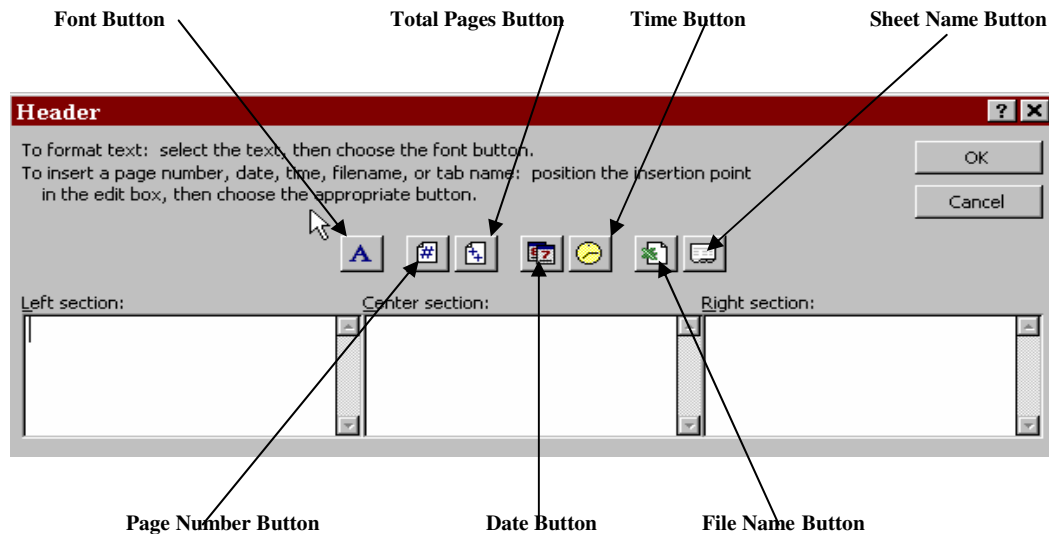 Font Button Total Pages Button Time Button Sheet Name Button
Header
To format text: select the text, then choose the font button.
To insert a page number, date, time, filename, or tab name: position the insertion point
in the edit box, then choose the appropriate button.
OK
Cancel
A # 
Left section: Center section: Right section:
Page Number Button Date Button File Name Button